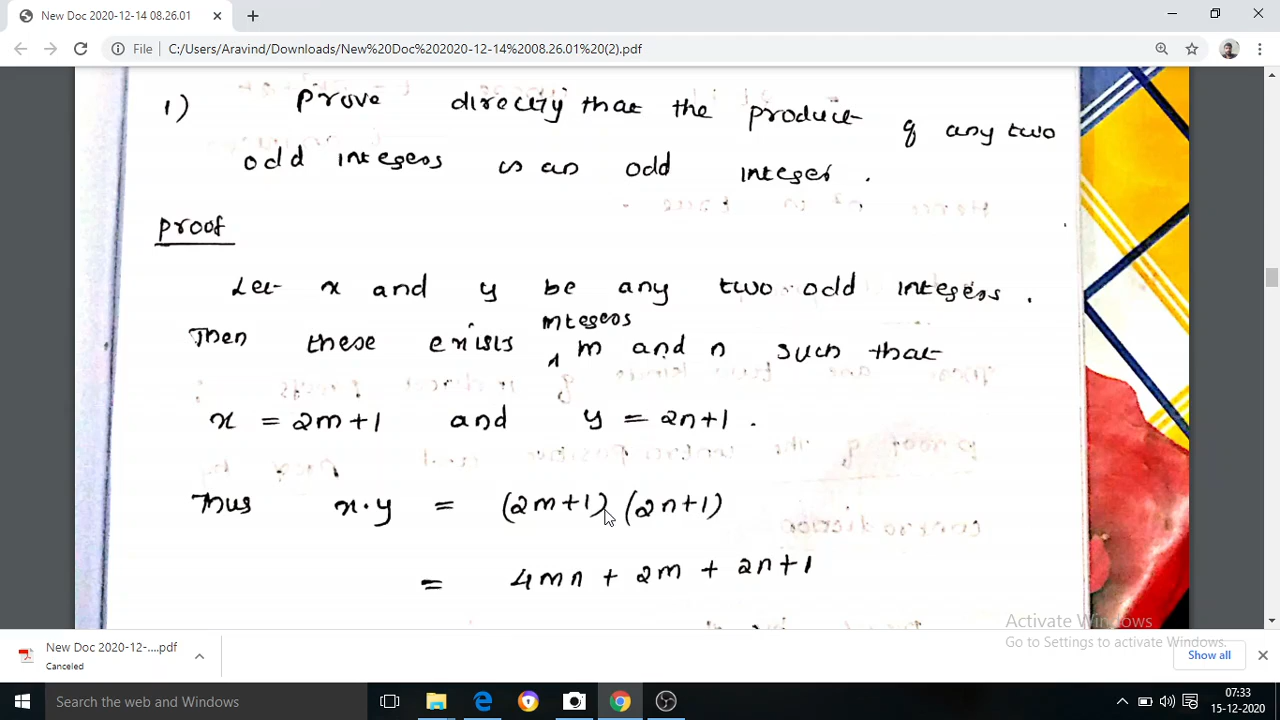 New Doc 2020-12-14 08.26.01
File C:/Users/Aravind/Downloads/New%20Doc%202020-12-14%2008.26.01%20(2).pdf
1) Prove directly that the product of any two
odd integers is an odd integer.
Proof
Let x and y be any two odd integers.
integers
Then there exists ∧ m and n such that
x = 2m+1 and y = 2n+1.
Thus x·y = (2m+1) (2n+1)
= 4mn + 2m + 2n+1
Activate Windows
Go to Settings to activate Windows.
New Doc 2020-12-....pdf
Canceled
Show all
Search the web and Windows
07:33
15-12-2020